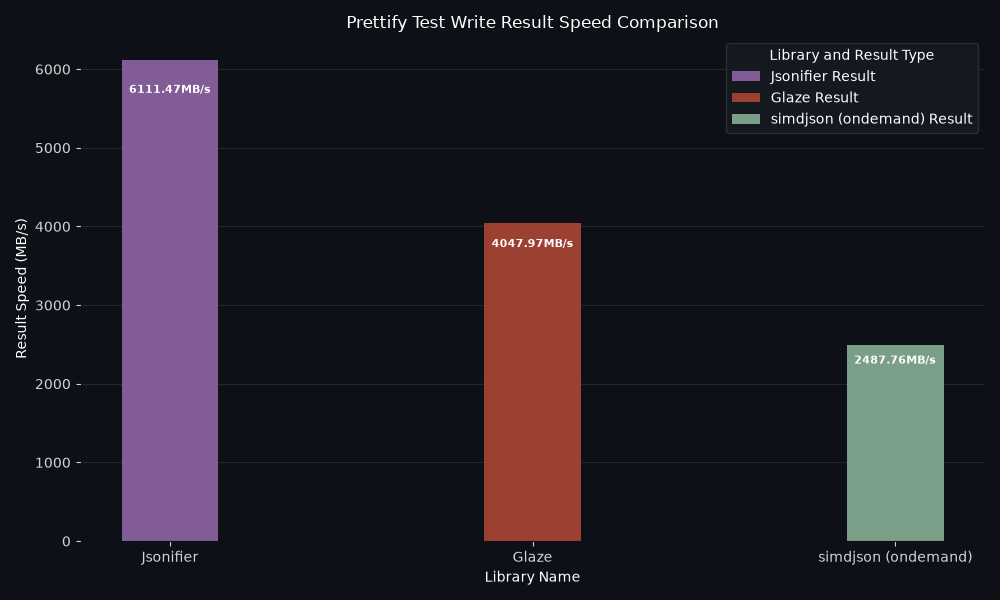 Prettify Test Write Result Speed Comparison
Library and Result Type
Jsonifier Result
Glaze Result
simdjson (ondemand) Result
Result Speed (MB/s)
6000
5000
4000
3000
2000
1000
0
6111.47MB/s
4047.97MB/s
2487.76MB/s
Jsonifier
Glaze
simdjson (ondemand)
Library Name